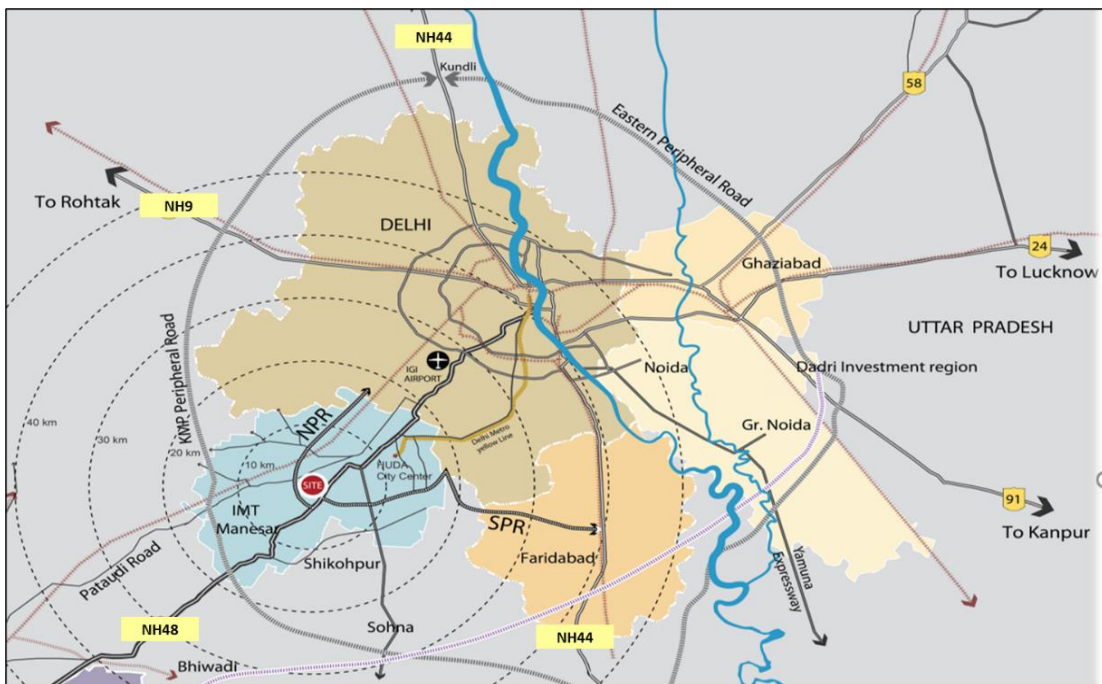 NH44
Kundli
58
Eastern Peripheral Road
To Rohtak
NH9
DELHI
Ghaziabad
24
To Lucknow
UTTAR PRADESH
KMP Peripheral Road
IGI
AIRPORT
Noida
Dadri Investment region
40 km
30 km
20 km
10 km
NPR
Delhi Metro
yellow Line
HUDA
City Center
Gr. Noida
SITE
IMT
Manesar
91
To Kanpur
SPR
Faridabad
Shikohpur
Pataudi Road
Yamuna
Expressway
NH48
Sohna
NH44
Bhiwadi